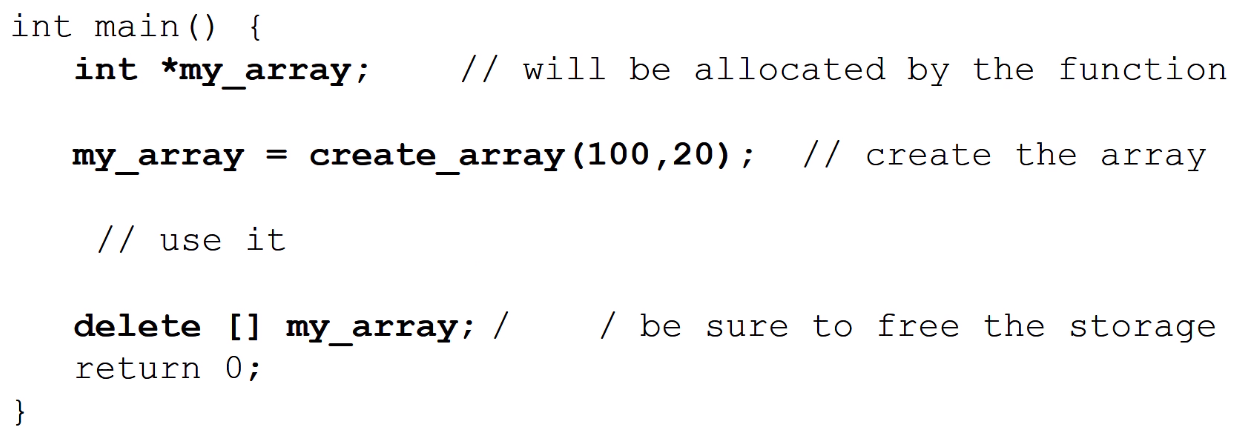 int main() {
int *my_array; // will be allocated by the function
my_array = create_array(100,20); // create the array
// use it
delete [] my_array; / / be sure to free the storage
return 0;
}